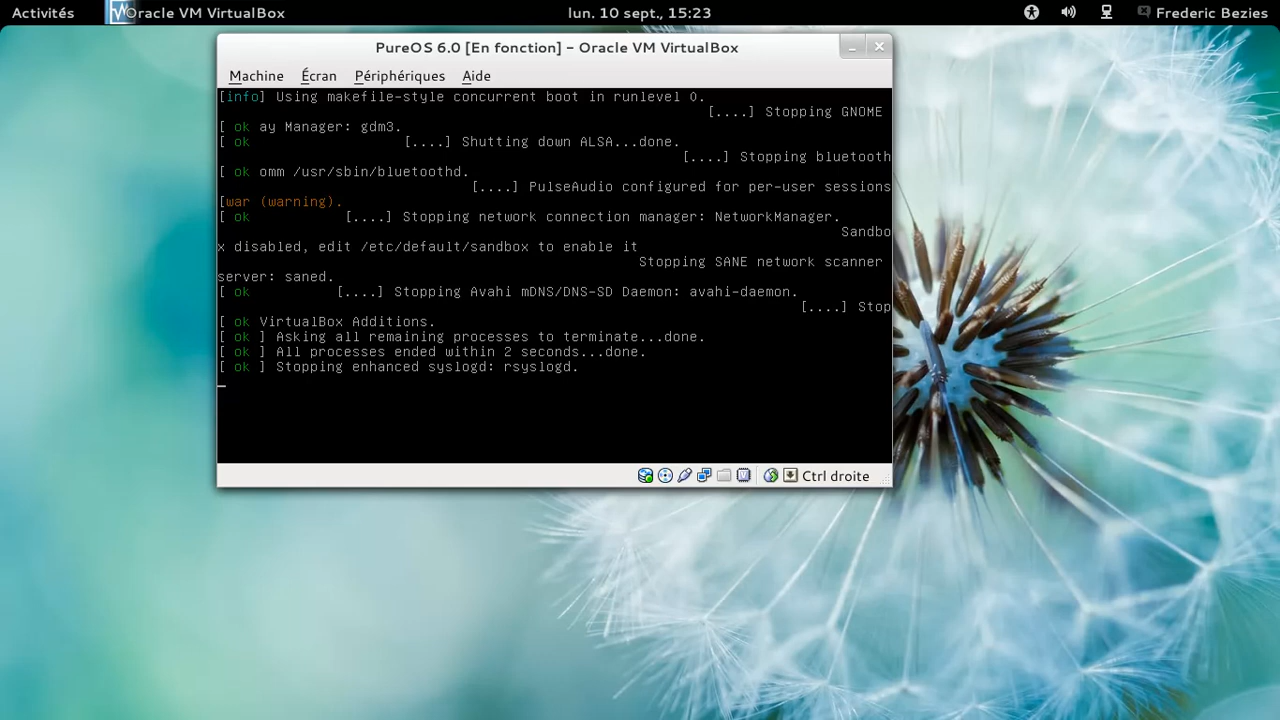 Activités Oracle VM VirtualBox lun. 10 sept., 15:23 Frederic Bezies
PureOS 6.0 [En fonction] - Oracle VM VirtualBox
Machine Écran Périphériques Aide
[info] Using makefile-style concurrent boot in runlevel 0.
[....] Stopping GNOME
[ ok ay Manager: gdm3.
[ ok [....] Shutting down ALSA...done.
[....] Stopping bluetooth
[ ok omm /usr/sbin/bluetoothd.
[....] PulseAudio configured for per-user sessions
[war (warning).
[ ok [....] Stopping network connection manager: NetworkManager.
Sandbo
x disabled, edit /etc/default/sandbox to enable it
Stopping SANE network scanner
server: saned.
[ ok [....] Stopping Avahi mDNS/DNS-SD Daemon: avahi-daemon.
[....] Stop
[ ok VirtualBox Additions.
[ ok ] Asking all remaining processes to terminate...done.
[ ok ] All processes ended within 2 seconds...done.
[ ok ] Stopping enhanced syslogd: rsyslogd.
Ctrl droite